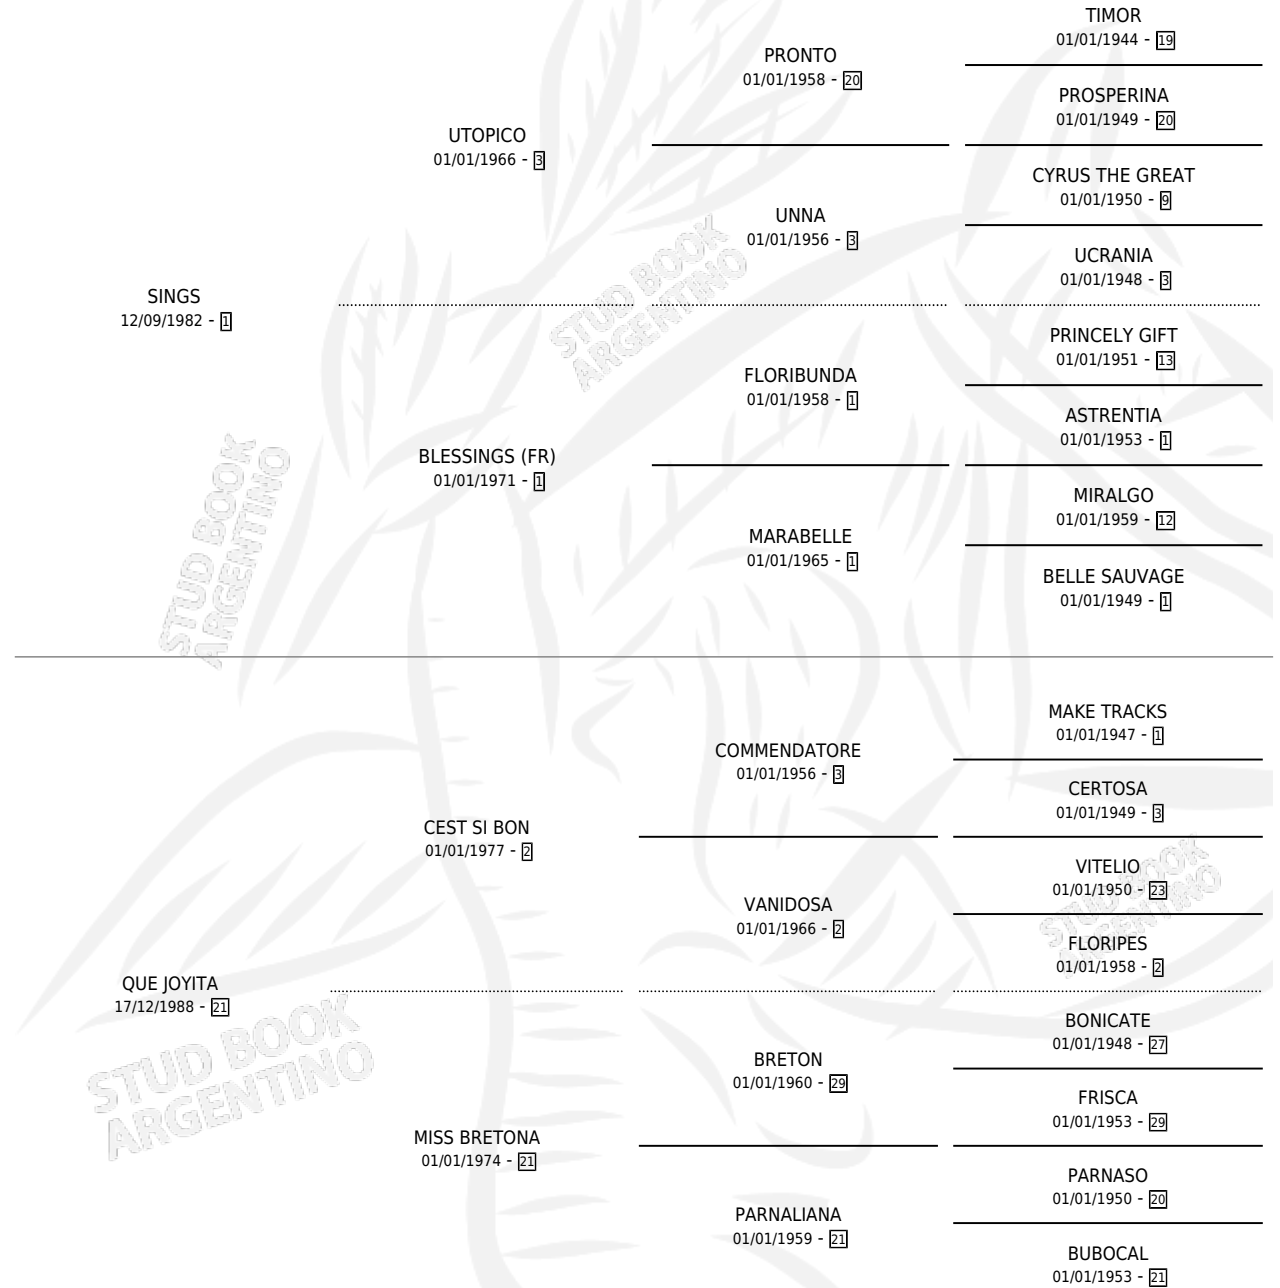 TIMOR
01/01/1944 - 19
PRONTO
01/01/1958 - 20
PROSPERINA
01/01/1949 - 20
UTOPICO
01/01/1966 - 3
CYRUS THE GREAT
01/01/1950 - 9
UNNA
01/01/1956 - 3
UCRANIA
01/01/1948 - 3
SINGS
12/09/1982 - 1
PRINCELY GIFT
01/01/1951 - 13
FLORIBUNDA
01/01/1958 - 1
ASTRENTIA
01/01/1953 - 1
BLESSINGS (FR)
01/01/1971 - 1
MIRALGO
01/01/1959 - 12
MARABELLE
01/01/1965 - 1
BELLE SAUVAGE
01/01/1949 - 1
MAKE TRACKS
01/01/1947 - 1
COMMENDATORE
01/01/1956 - 3
CERTOSA
01/01/1949 - 3
CEST SI BON
01/01/1977 - 2
VITELIO
01/01/1950 - 23
VANIDOSA
01/01/1966 - 2
FLORIPES
01/01/1958 - 2
QUE JOYITA
17/12/1988 - 21
BONICATE
01/01/1948 - 27
BRETON
01/01/1960 - 29
FRISCA
01/01/1953 - 29
MISS BRETONA
01/01/1974 - 21
PARNASO
01/01/1950 - 20
PARNALIANA
01/01/1959 - 21
BUBOCAL
01/01/1953 - 21
STUD BOOK
ARGENTINO
STUD BOOK
ARGENTINO
STUD BOOK
ARGENTINO
STUD BOOK
ARGENTINO